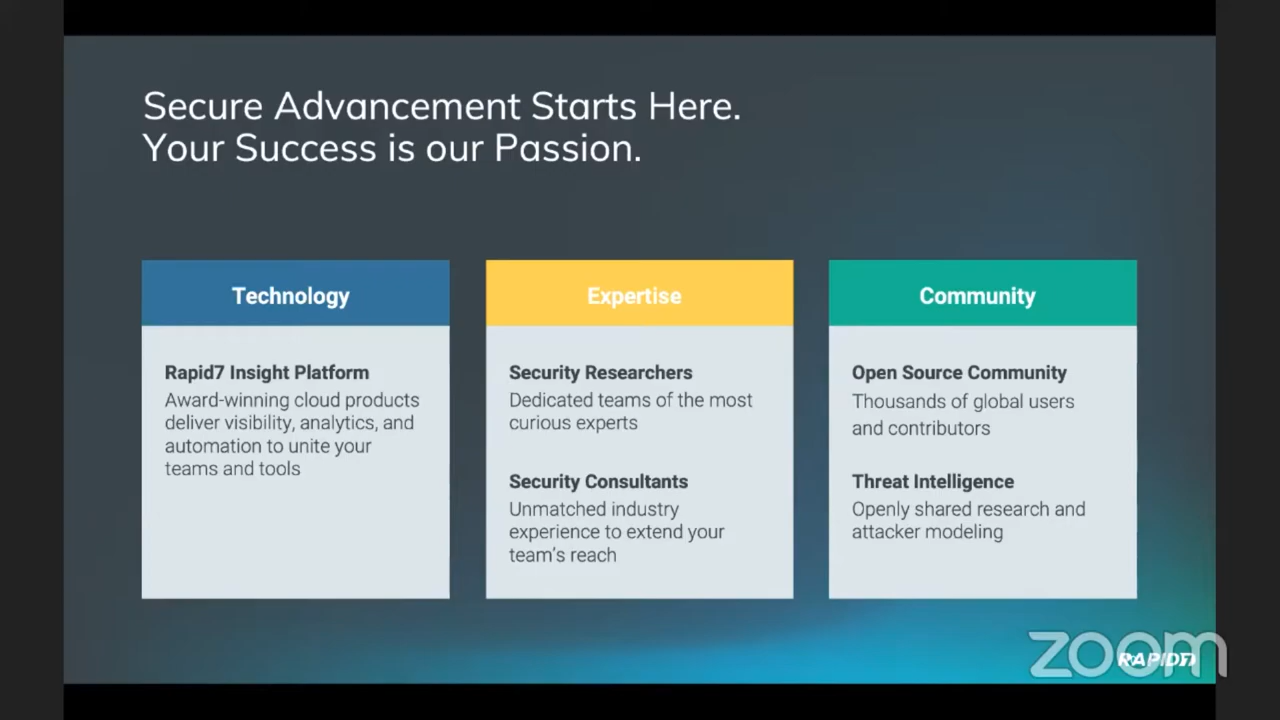 Secure Advancement Starts Here.
Your Success is our Passion.
Technology
Rapid7 Insight Platform
Award-winning cloud products
deliver visibility, analytics, and
automation to unite your
teams and tools
Expertise
Security Researchers
Dedicated teams of the most
curious experts
Security Consultants
Unmatched industry
experience to extend your
team's reach
Community
Open Source Community
Thousands of global users
and contributors
Threat Intelligence
Openly shared research and
attacker modeling
zoom
RAPID7